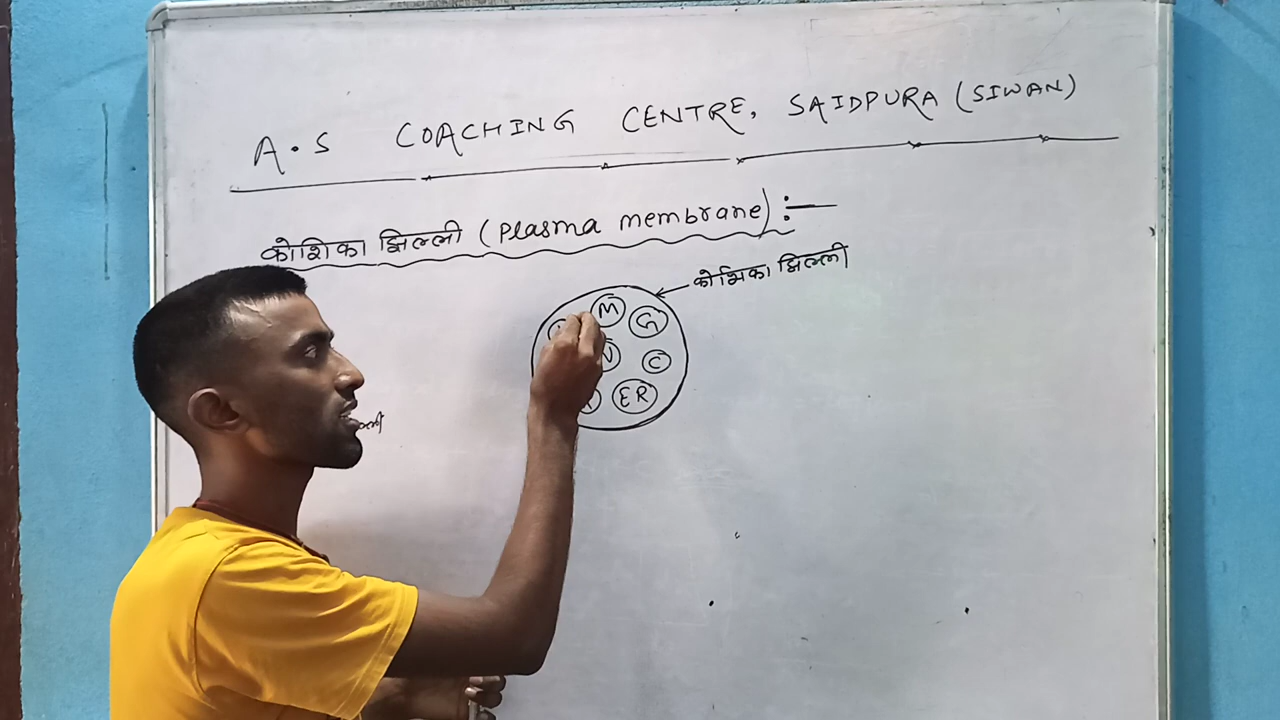 A.S COACHING CENTRE, SAIDPURA (SIWAN)
कोशिका झिल्ली (Plasma membrane) :—
कोशिका झिल्ली
M
G
C
ER